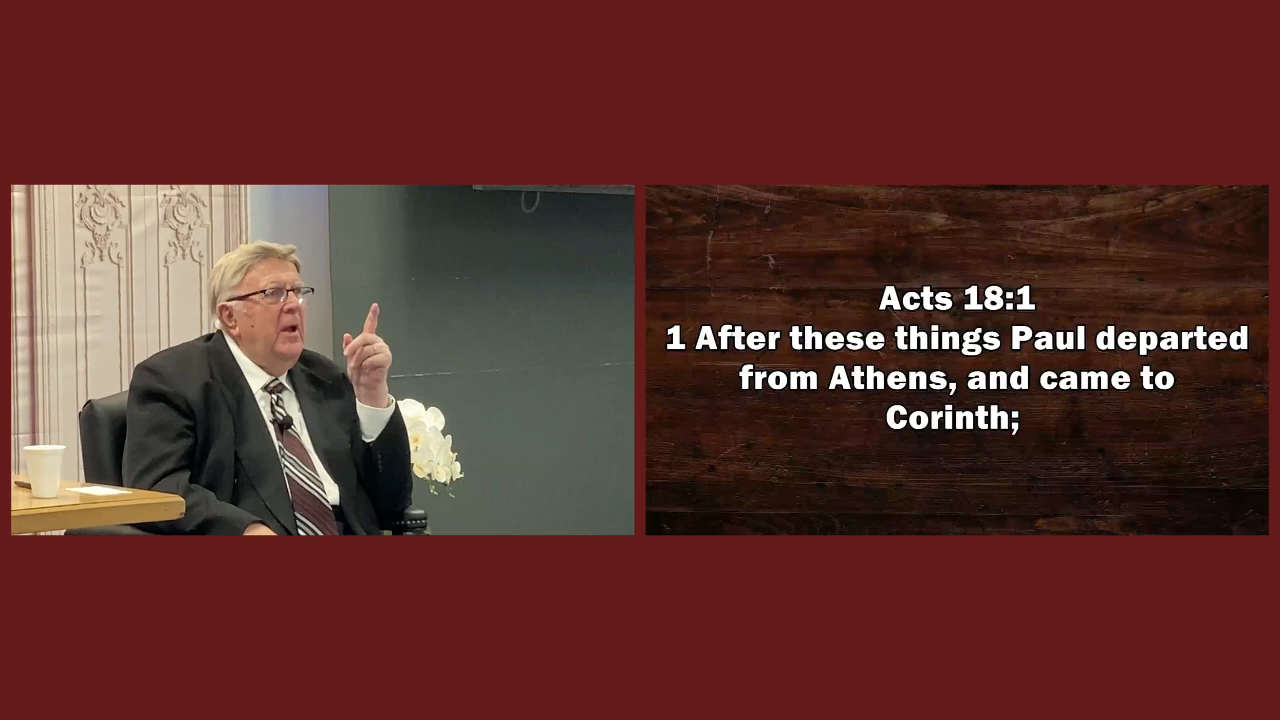 Acts 18:1
1 After these things Paul departed
from Athens, and came to
Corinth;